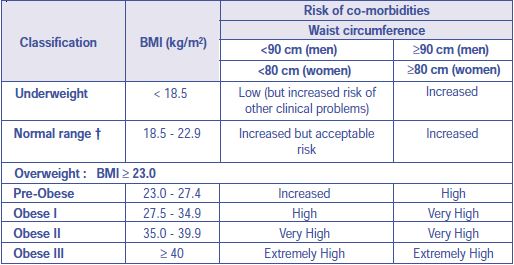 Classification BMI (kg/m²) Risk of co-morbidities
Waist circumference
<90 cm (men) ≥90 cm (men)
<80 cm (women) ≥80 cm (women)
Underweight < 18.5 Low (but increased risk of other clinical problems) Increased
Normal range † 18.5 - 22.9 Increased but acceptable risk Increased
Overweight : BMI ≥ 23.0
Pre-Obese 23.0 - 27.4 Increased High
Obese I 27.5 - 34.9 High Very High
Obese II 35.0 - 39.9 Very High Very High
Obese III ≥ 40 Extremely High Extremely High